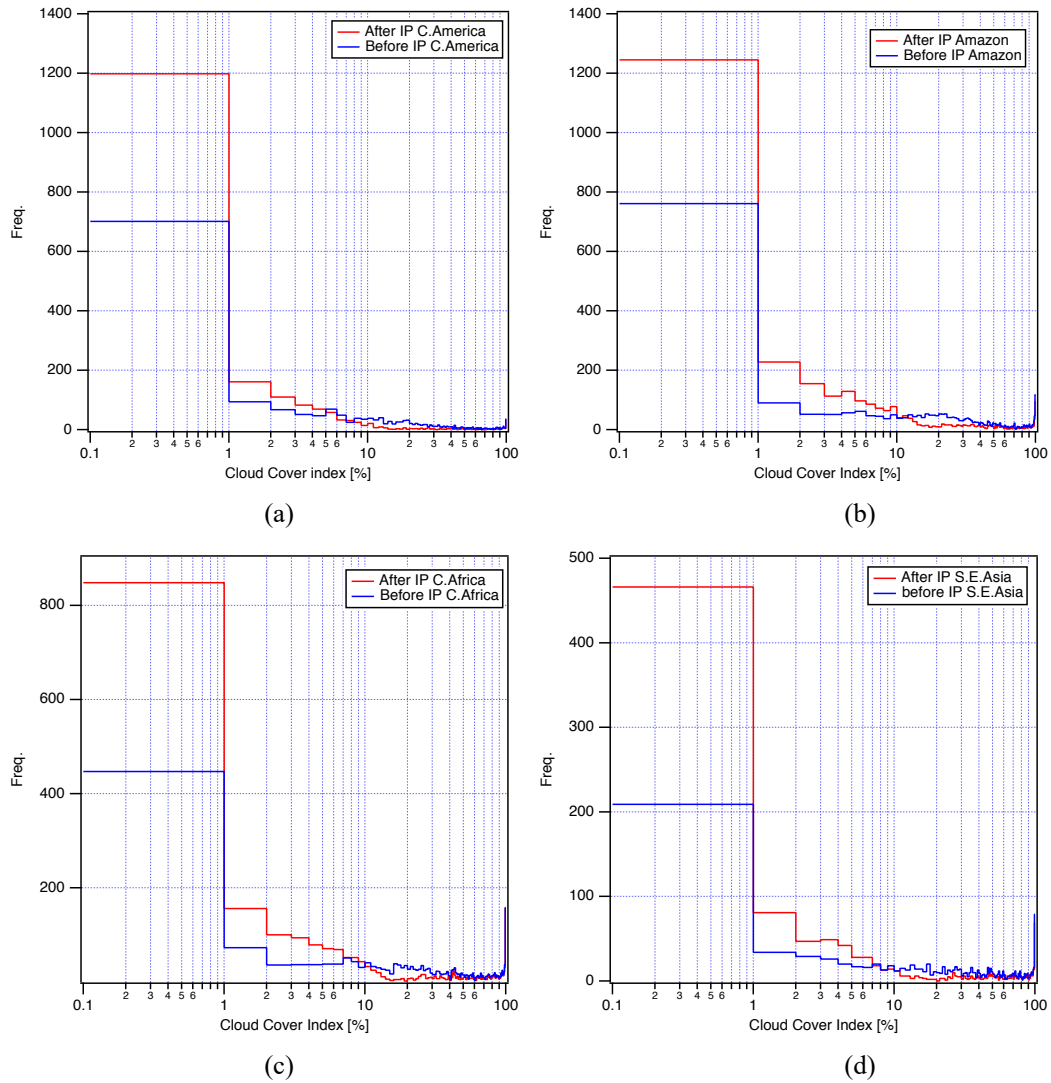 1400
1200
1000
800
600
400
200
0
Freq.
After IP C.America
Before IP C.America
0.1 2 3 4 5 6 1 2 3 4 5 6 10 2 3 4 5 6 100
Cloud Cover index [%]
(a)
1400
1200
1000
800
600
400
200
0
Freq.
After IP Amazon
Before IP Amazon
0.1 2 3 4 5 6 1 2 3 4 5 6 10 2 3 4 5 6 100
Cloud Cover Index [%]
(b)
800
600
400
200
Freq.
After IP C.Africa
Before IP C.Africa
0.1 2 3 4 5 6 1 2 3 4 5 6 10 2 3 4 5 6 100
Cloud Cover Index [%]
(c)
500
400
300
200
100
0
Freq.
After IP S.E.Asia
before IP S.E.Asia
0.1 2 3 4 5 6 1 2 3 4 5 6 10 2 3 4 5 6 100
Cloud Cover Index [%]
(d)